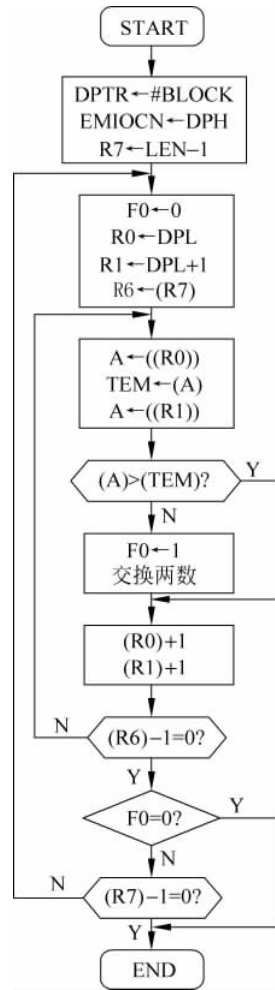 START
DPTR←#BLOCK
EMIOCN←DPH
R7←LEN-1
F0←0
R0←DPL
R1←DPL+1
R6←(R7)
A←((R0))
TEM←(A)
A←((R1))
(A)>(TEM)?
Y
N
F0←1
交换两数
(R0)+1
(R1)+1
N
(R6)-1=0?
Y
F0=0?
Y
N
N
(R7)-1=0?
Y
END